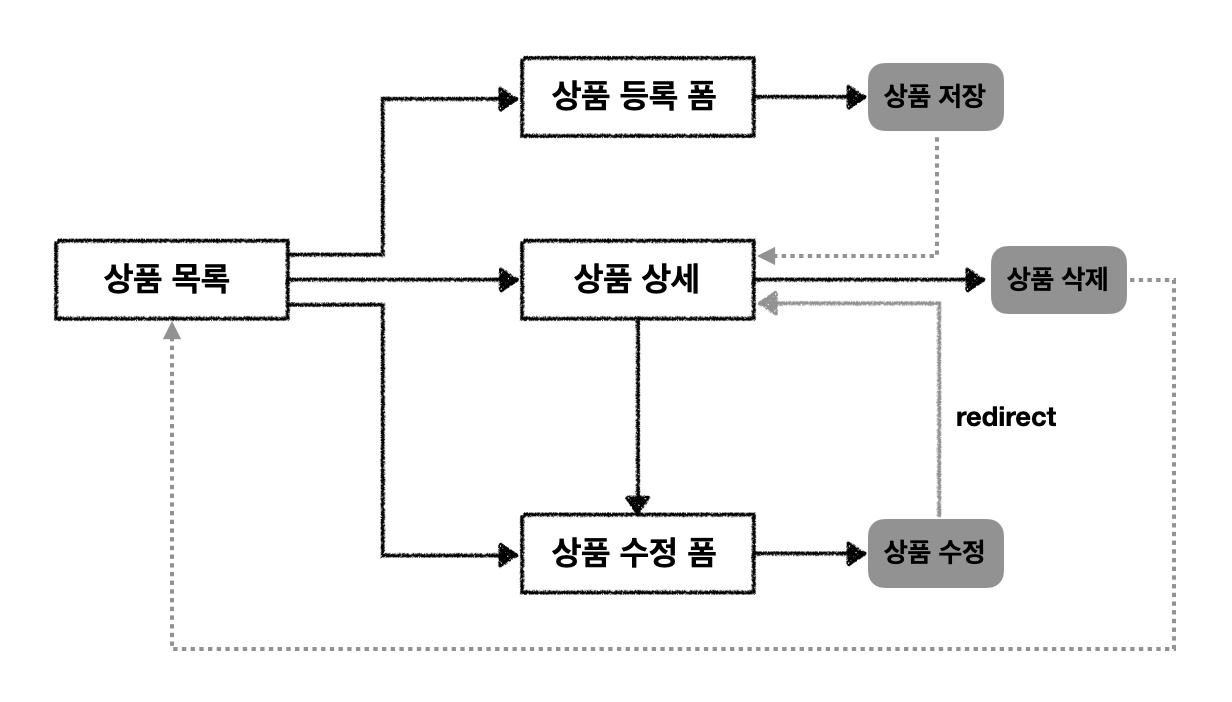 상품 등록 폼
상품 저장
상품 목록
상품 상세
상품 삭제
redirect
상품 수정 폼
상품 수정